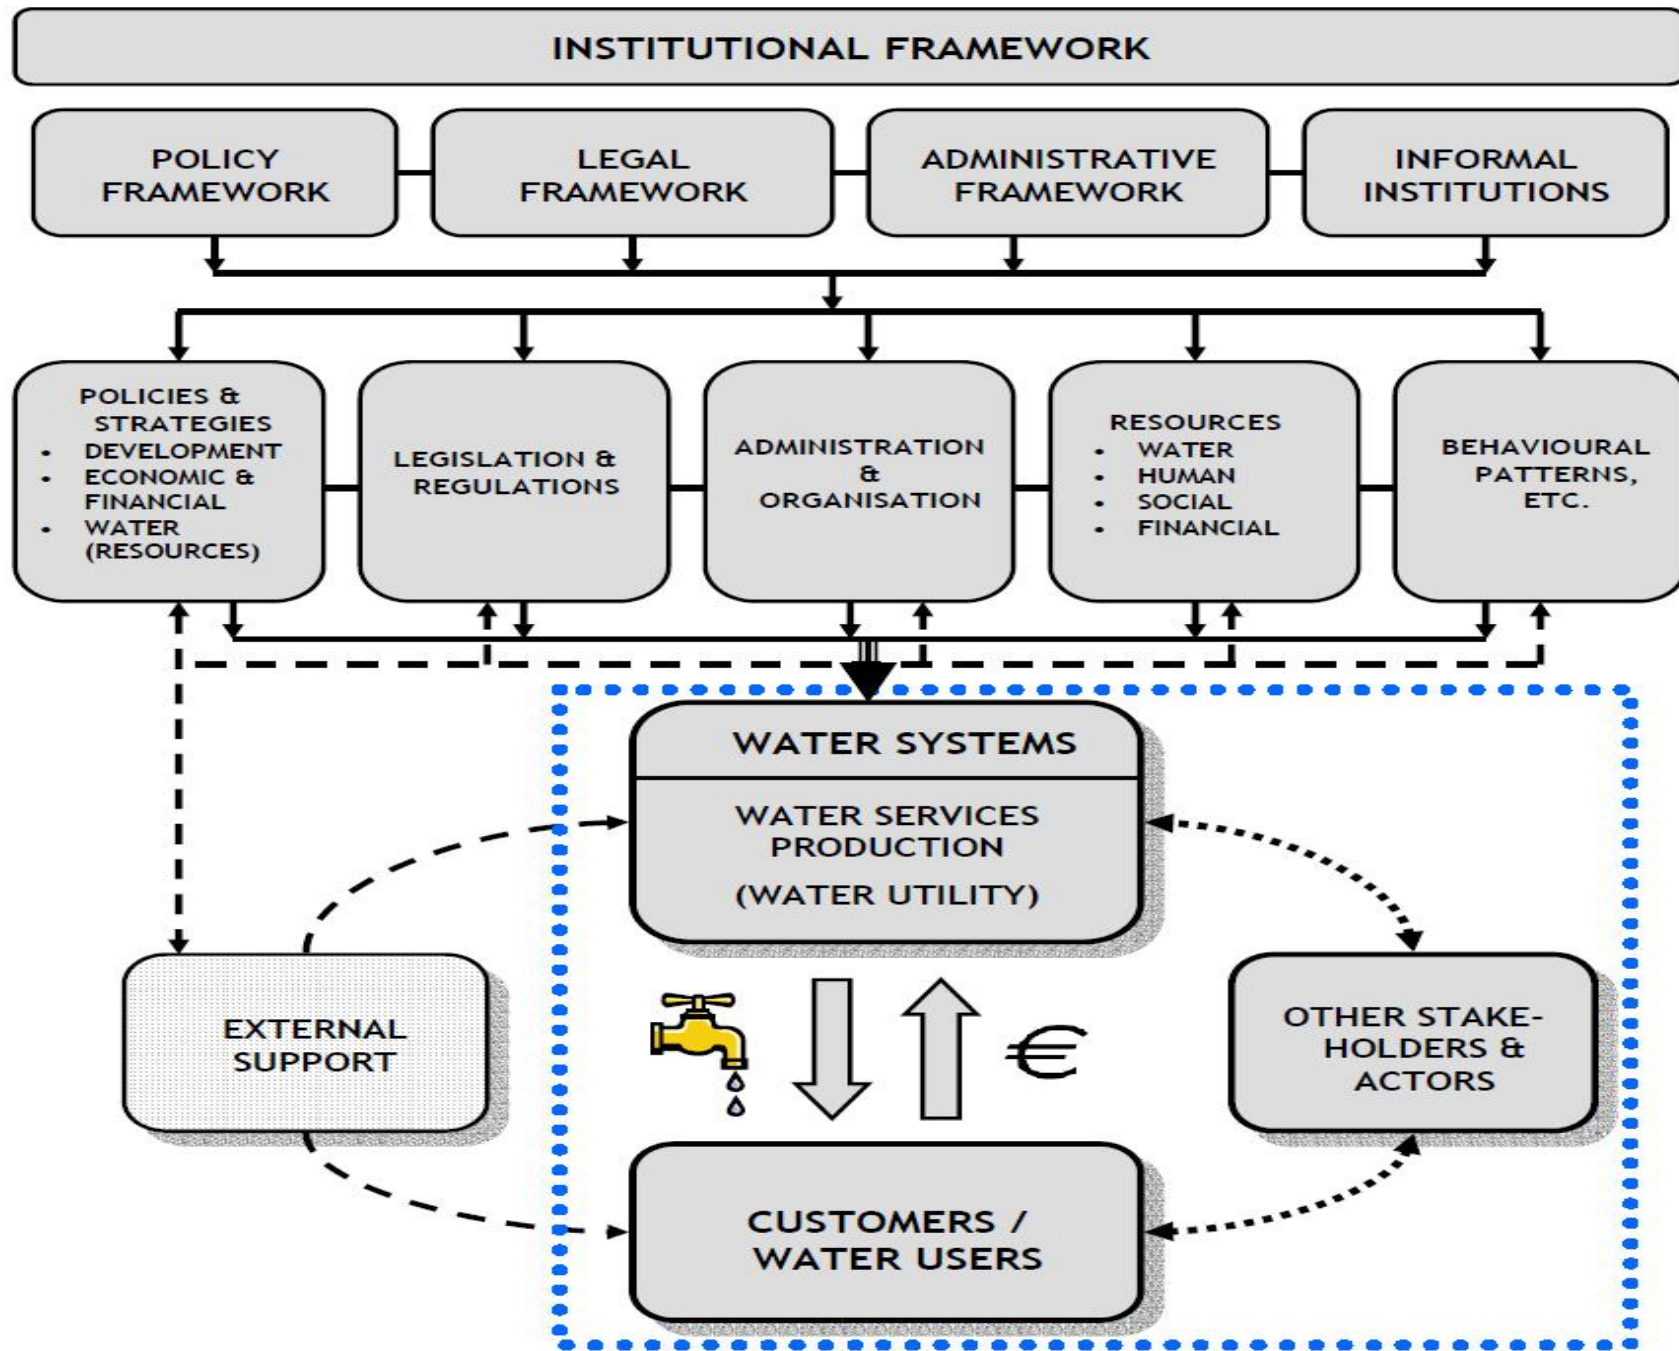 INSTITUTIONAL FRAMEWORK
POLICY
FRAMEWORK
LEGAL
FRAMEWORK
ADMINISTRATIVE
FRAMEWORK
INFORMAL
INSTITUTIONS
POLICIES &
STRATEGIES
• DEVELOPMENT
• ECONOMIC &
FINANCIAL
• WATER
(RESOURCES)
LEGISLATION &
REGULATIONS
ADMINISTRATION
&
ORGANISATION
RESOURCES
• WATER
• HUMAN
• SOCIAL
• FINANCIAL
BEHAVIOURAL
PATTERNS,
ETC.
WATER SYSTEMS
WATER SERVICES
PRODUCTION
(WATER UTILITY)
EXTERNAL
SUPPORT
€
OTHER STAKE-
HOLDERS &
ACTORS
CUSTOMERS /
WATER USERS